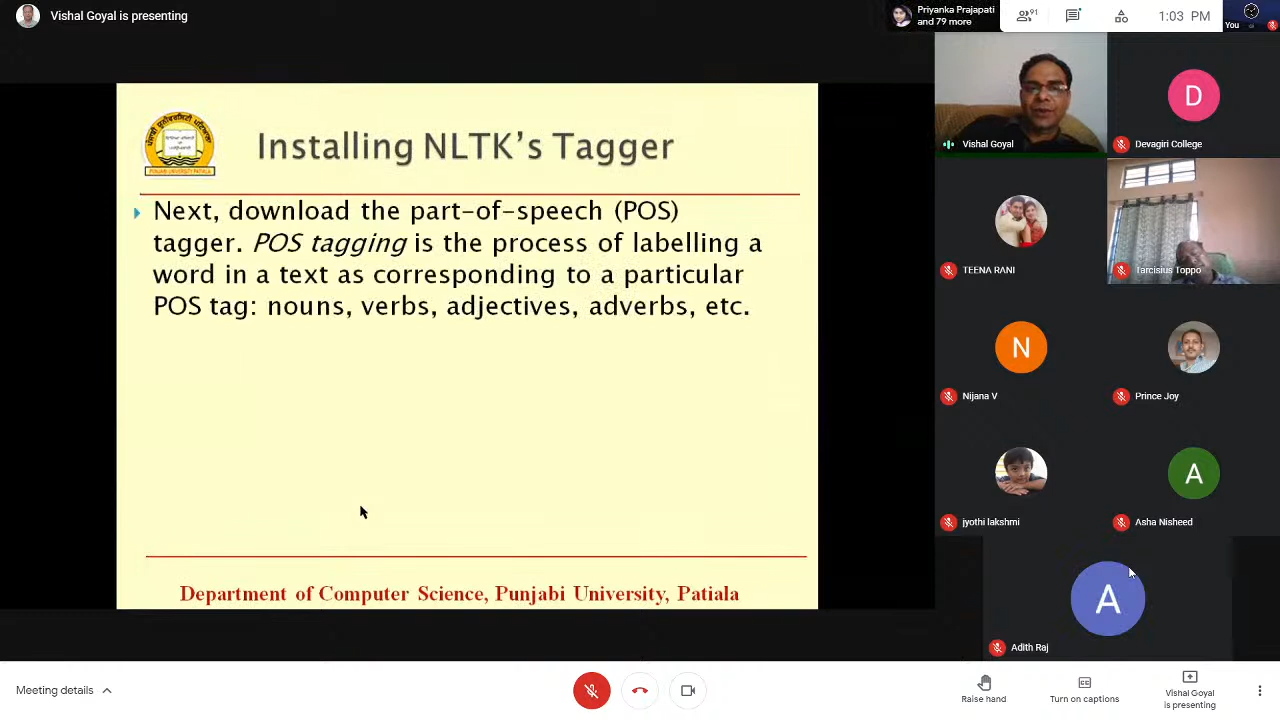 Vishal Goyal is presenting
Priyanka Prajapati
and 79 more
91
1:03 PM
You
Installing NLTK's Tagger
PUNJABI UNIVERSITY PATIALA
Next, download the part-of-speech (POS)
tagger. POS tagging is the process of labelling a
word in a text as corresponding to a particular
POS tag: nouns, verbs, adjectives, adverbs, etc.
Department of Computer Science, Punjabi University, Patiala
Vishal Goyal
D
Devagiri College
TEENA RANI
Tarcisius Toppo
N
Nijana V
Prince Joy
jyothi lakshmi
A
Asha Nisheed
A
Adith Raj
Meeting details
Raise hand
Turn on captions
Vishal Goyal
is presenting